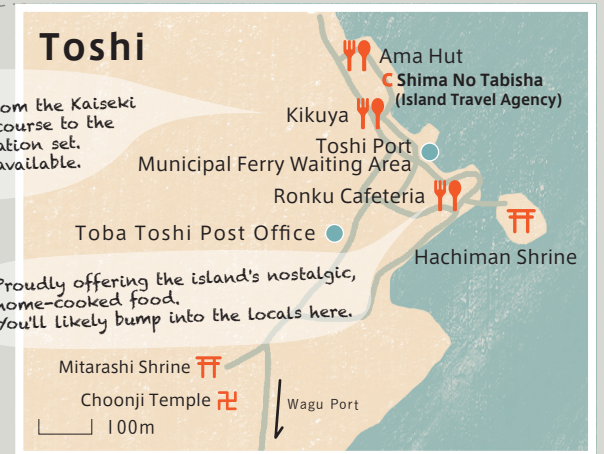 Toshi
Ama Hut
C Shima No Tabisha
(Island Travel Agency)
om the Kaiseki
course to the
ation set.
available.
Kikuya
Toshi Port
Municipal Ferry Waiting Area
Ronku Cafeteria
Toba Toshi Post Office
Hachiman Shrine
Proudly offering the island's nostalgic,
home-cooked food.
You'll likely bump into the locals here.
Mitarashi Shrine
Choonji Temple
Wagu Port
100m